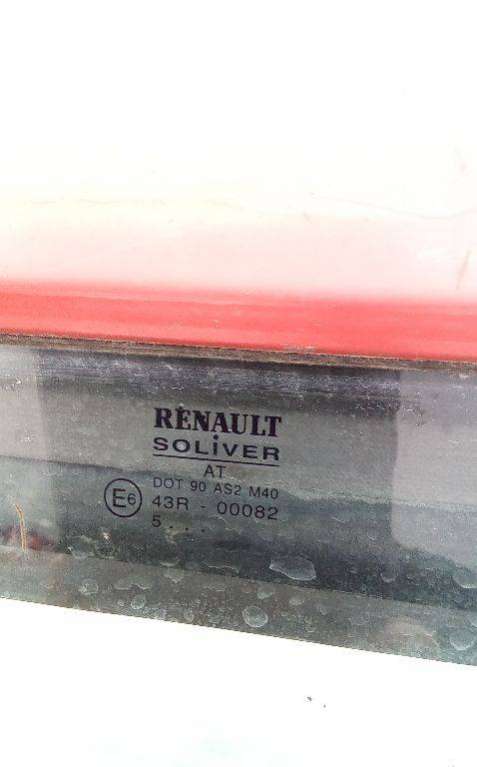 RENAULT
SOLiVER
AT
DOT 90 AS2 M40
E6 43R - 00082
5 . . .